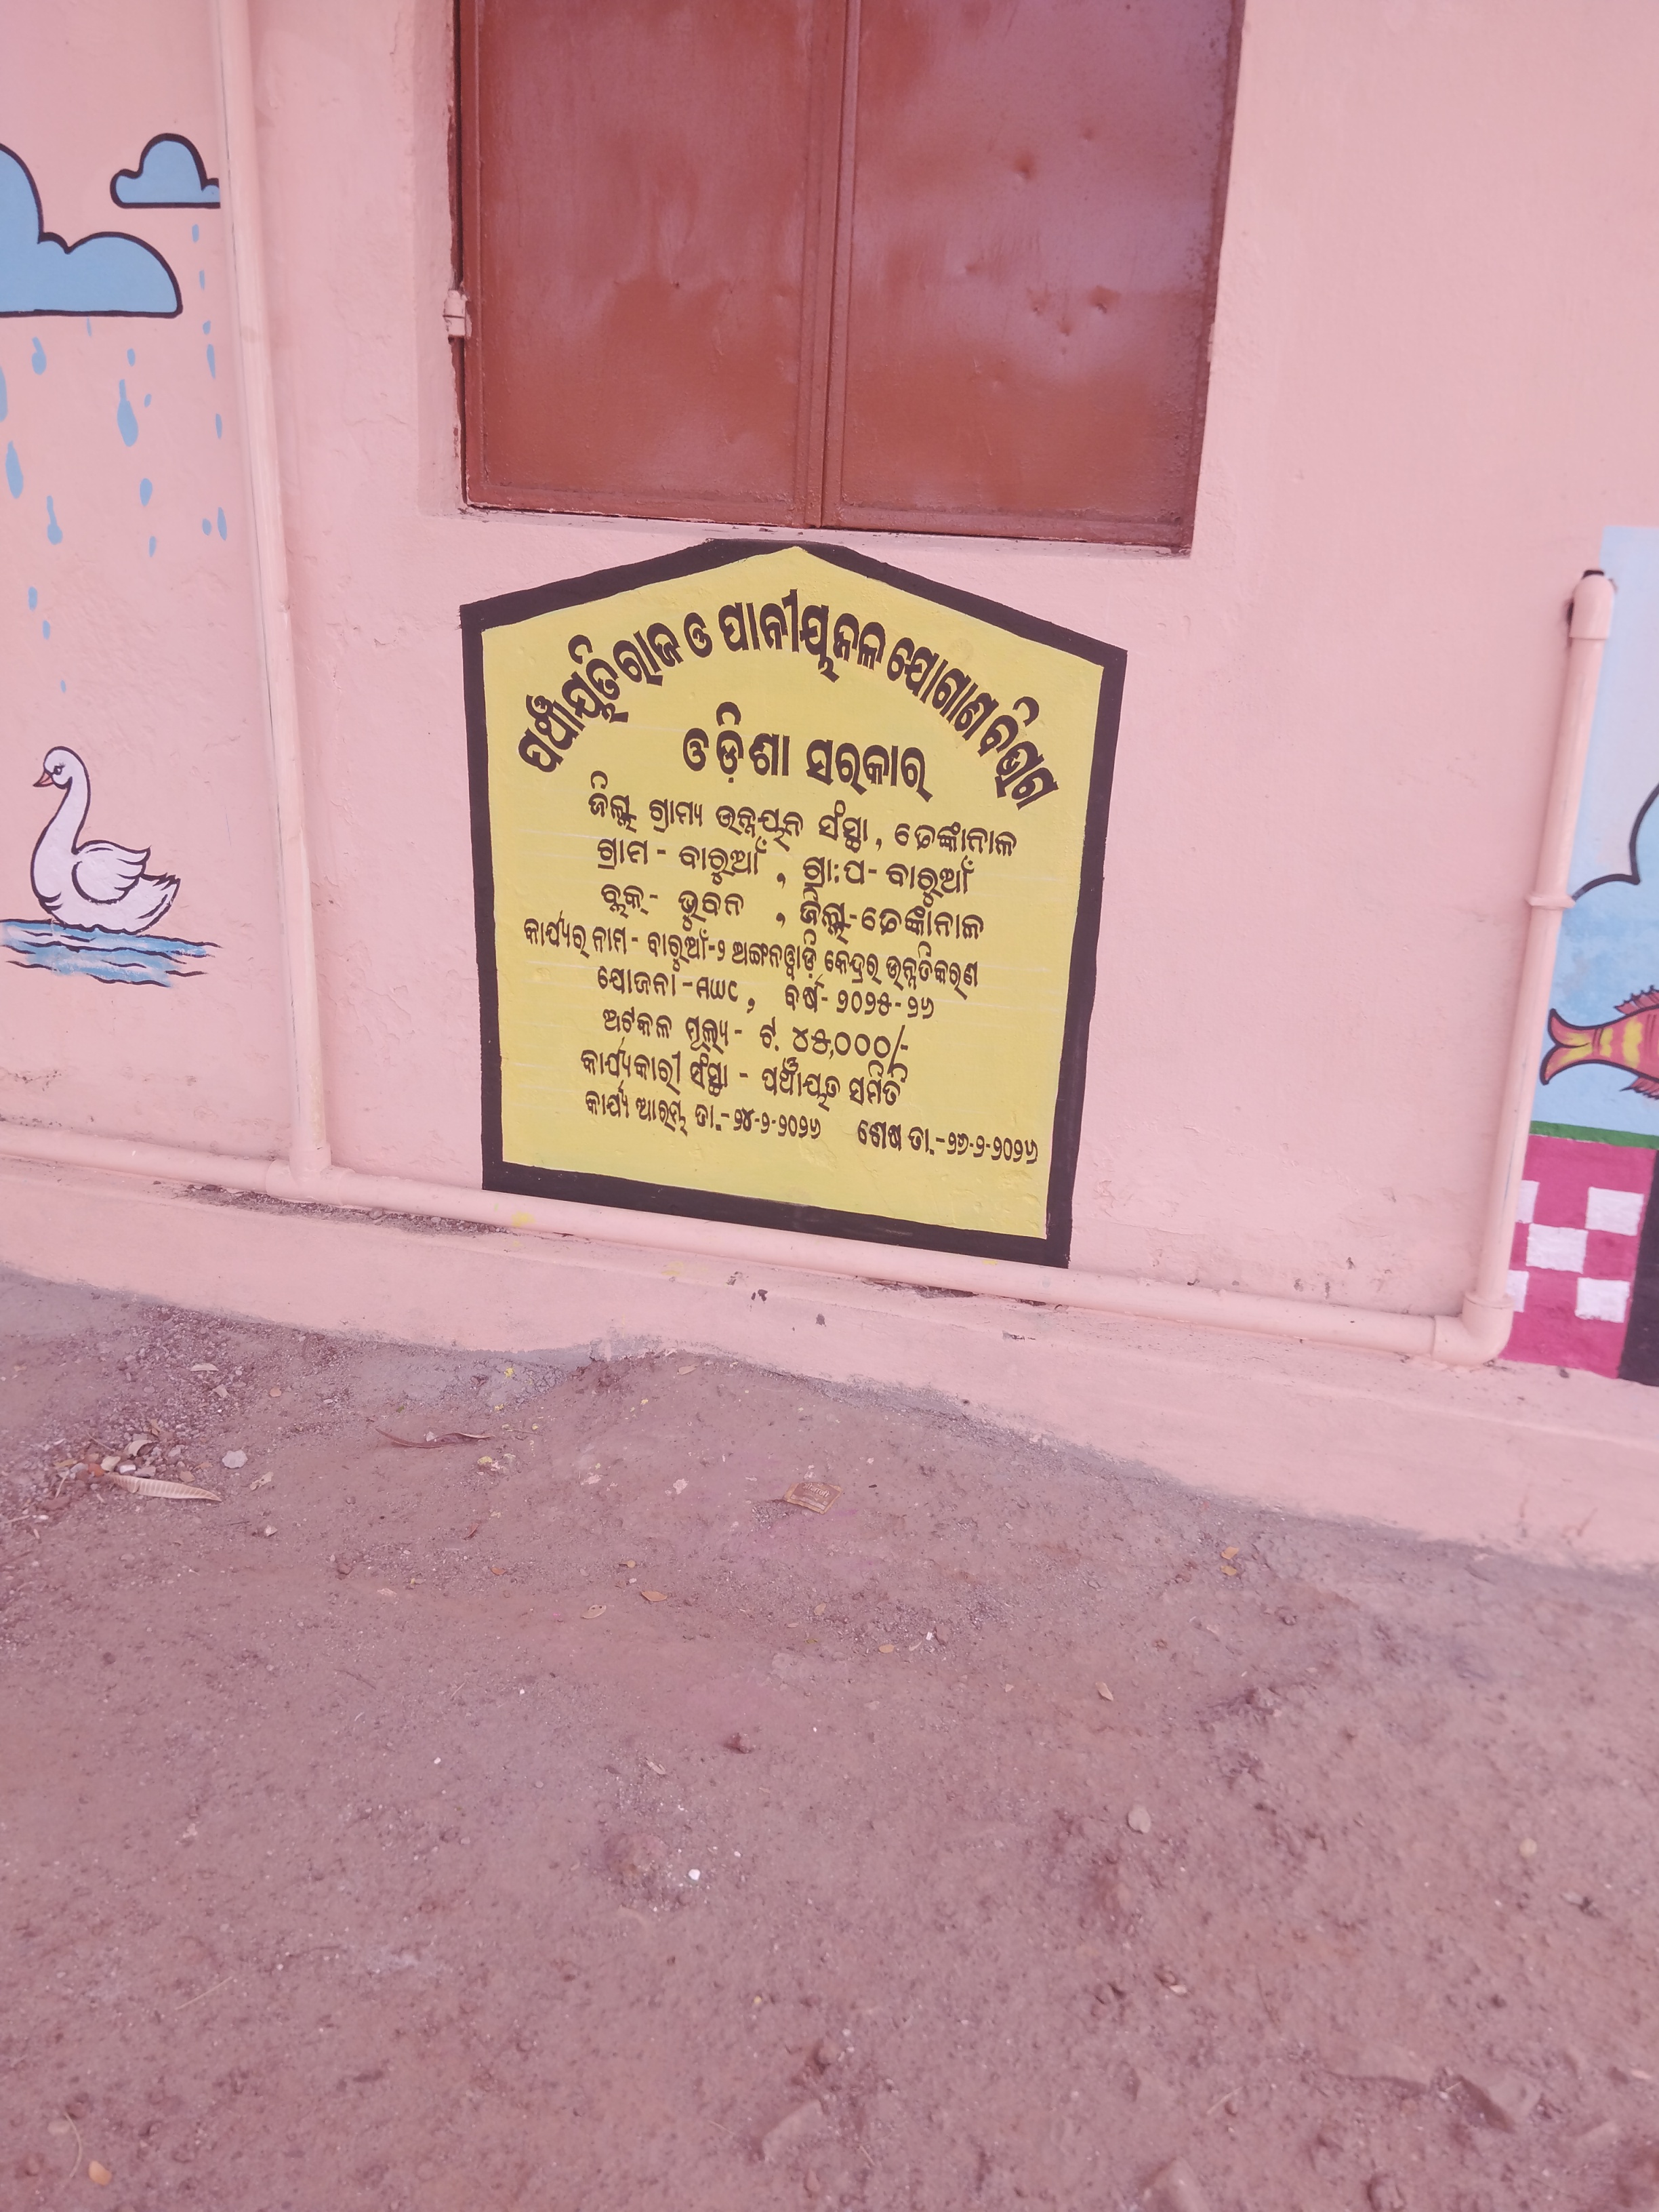 ପଞ୍ଚାୟତିରାଜ ଓ ପାନୀୟଜଳ ଯୋଗାଣ ବିଭାଗ
ଓଡ଼ିଶା ସରକାର
ଜିଲ୍ଲା ଗ୍ରାମ୍ୟ ଉନ୍ନୟନ ସଂସ୍ଥା, ଢେଙ୍କାନାଳ
ଗ୍ରାମ - ବାରୁଆଁ , ଗ୍ରା:ପ- ବାରୁଆଁ
ବ୍ଲକ୍- ଭୁବନ , ଜିଲ୍ଲା-ଢେଙ୍କାନାଳ
କାର୍ଯ୍ୟର ନାମ - ବାରୁଆଁ-୨ ଅଙ୍ଗନୱାଡ଼ି କେନ୍ଦ୍ରର ଉନ୍ନତିକରଣ
ଯୋଜନା -AWC , ବର୍ଷ- ୨୦୨୫-୨୬
ଅଟକଳ ମୂଲ୍ୟ - ଟ. ୪୫,୦୦୦/-
କାର୍ଯ୍ୟକାରୀ ସଂସ୍ଥା - ପଞ୍ଚାୟତ ସମିତି
କାର୍ଯ୍ୟ ଆରମ୍ଭ ତା.-୨୪-୨-୨୦୨୬ ଶେଷ ତା.-୨୬-୨-୨୦୨୬